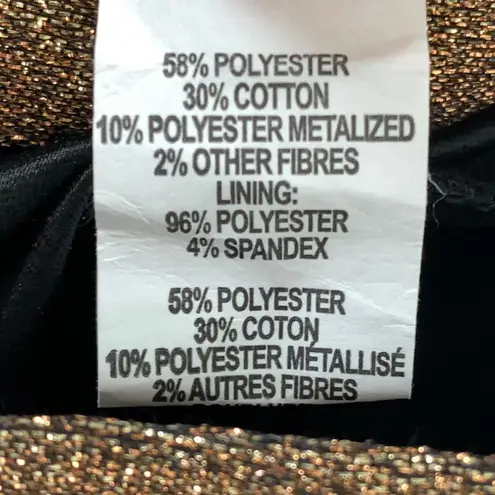 58% POLYESTER
30% COTTON
10% POLYESTER METALIZED
2% OTHER FIBRES
LINING:
96% POLYESTER
4% SPANDEX
58% POLYESTER
30% COTON
10% POLYESTER MÉTALLISÉ
2% AUTRES FIBRES